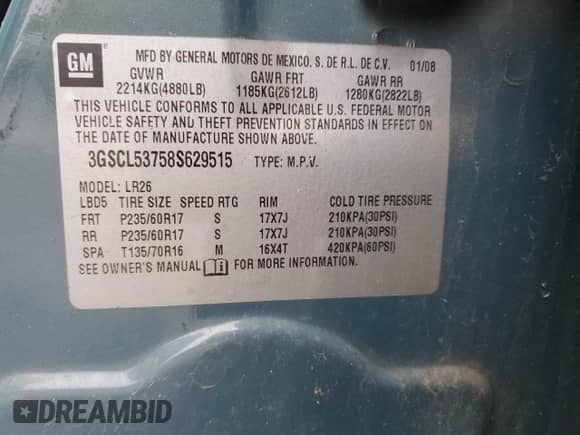 GM
MFD BY GENERAL MOTORS DE MEXICO, S. DE R.L. DE C.V. 01/08
GVWR GAWR FRT GAWR RR
2214KG(4880LB) 1185KG(2612LB) 1280KG(2822LB)
THIS VEHICLE CONFORMS TO ALL APPLICABLE U.S. FEDERAL MOTOR
VEHICLE SAFETY AND THEFT PREVENTION STANDARDS IN EFFECT ON
THE DATE OF MANUFACTURE SHOWN ABOVE.
3GSCL53758S629515 TYPE: M.P.V.
MODEL: LR26
LBD5 TIRE SIZE SPEED RTG RIM COLD TIRE PRESSURE
FRT P235/60R17 S 17X7J 210KPA(30PSI)
RR P235/60R17 S 17X7J 210KPA(30PSI)
SPA T135/70R16 M 16X4T 420KPA(60PSI)
SEE OWNER'S MANUAL i FOR MORE INFORMATION.
DREAMBID